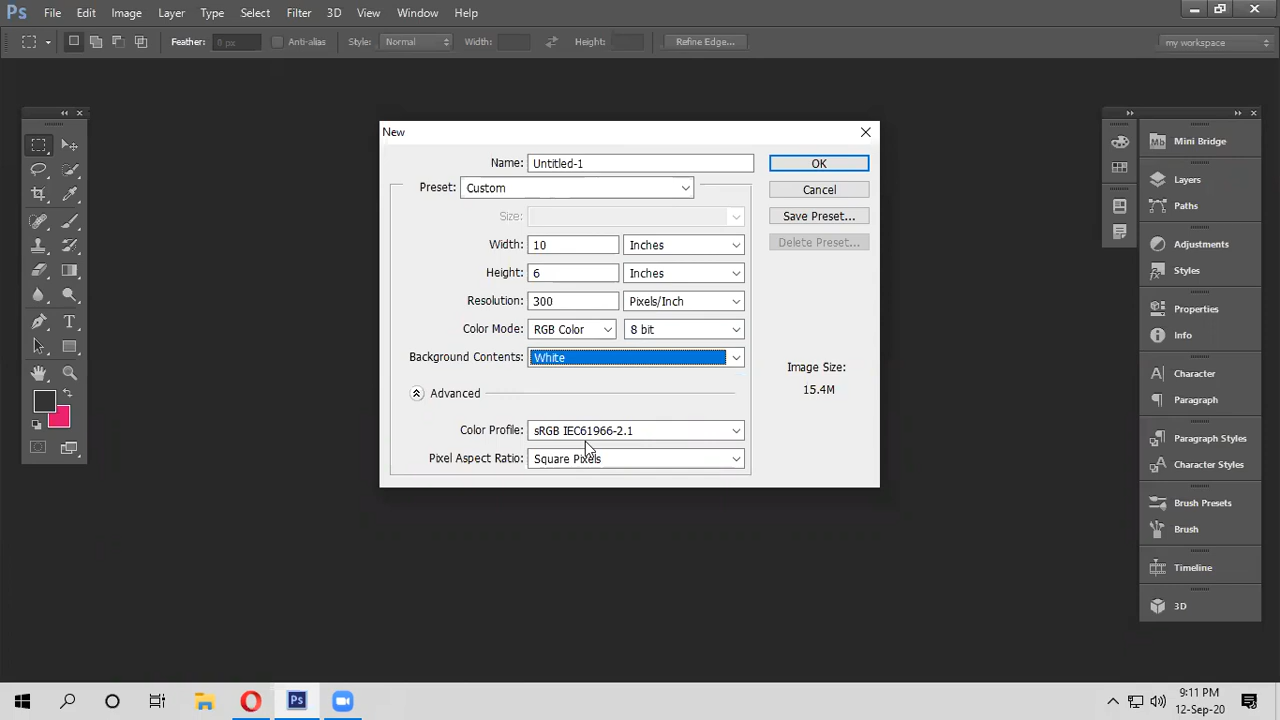 Ps File Edit Image Layer Type Select Filter 3D View Window Help
Feather: 0 px Anti-alias Style: Normal Width: Height: Refine Edge... my workspace
New
Name: Untitled-1 OK
Preset: Custom Cancel
Size: Save Preset...
Width: 10 Inches Delete Preset...
Height: 6 Inches
Resolution: 300 Pixels/Inch
Color Mode: RGB Color 8 bit
Background Contents: White
Image Size:
15.4M
Advanced
Color Profile: sRGB IEC61966-2.1
Pixel Aspect Ratio: Square Pixels
Mini Bridge
Layers
Paths
Adjustments
Styles
Properties
Info
Character
Paragraph
Paragraph Styles
Character Styles
Brush Presets
Brush
Timeline
3D
Ps
9:11 PM
12-Sep-20